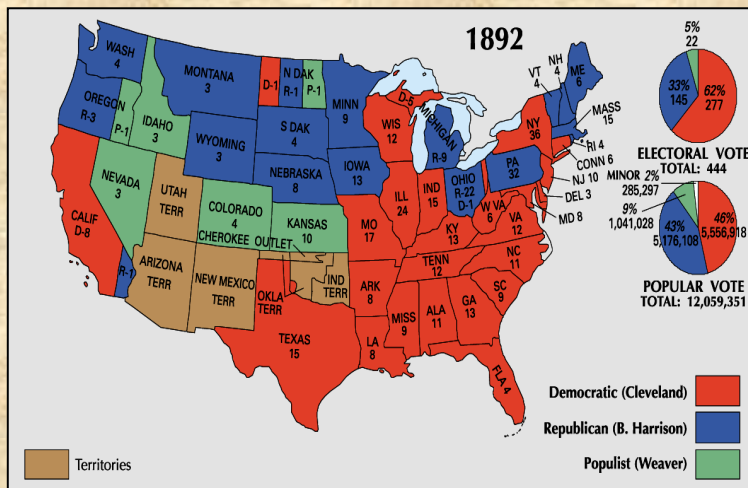 1892
WASH
4
OREGON
R-3
P-1
CALIF
D-8
R-1
NEVADA
3
IDAHO
3
MONTANA
3
WYOMING
3
UTAH
TERR
ARIZONA
TERR
COLORADO
4
NEW MEXICO
TERR
D-1
N DAK
R-1
P-1
S DAK
4
NEBRASKA
8
KANSAS
10
CHEROKEE OUTLET
OKLA
TERR
IND
TERR
TEXAS
15
MINN
9
IOWA
13
MO
17
ARK
8
LA
8
WIS
12
ILL
24
D-5
MICHIGAN
R-9
IND
15
OHIO
R-22
D-1
KY
13
TENN
12
MISS
9
ALA
11
GA
13
FLA 4
SC
9
NC
11
VA
12
W VA
6
PA
32
NY
36
VT
4
NH
4
ME
6
MASS
15
RI 4
CONN 6
NJ 10
DEL 3
MD 8
5%
22
33%
145
62%
277
ELECTORAL VOTE
TOTAL: 444
MINOR 2%
285,297
9%
1,041,028
43%
5,176,108
46%
5,556,918
POPULAR VOTE
TOTAL: 12,059,351
Democratic (Cleveland)
Republican (B. Harrison)
Populist (Weaver)
Territories